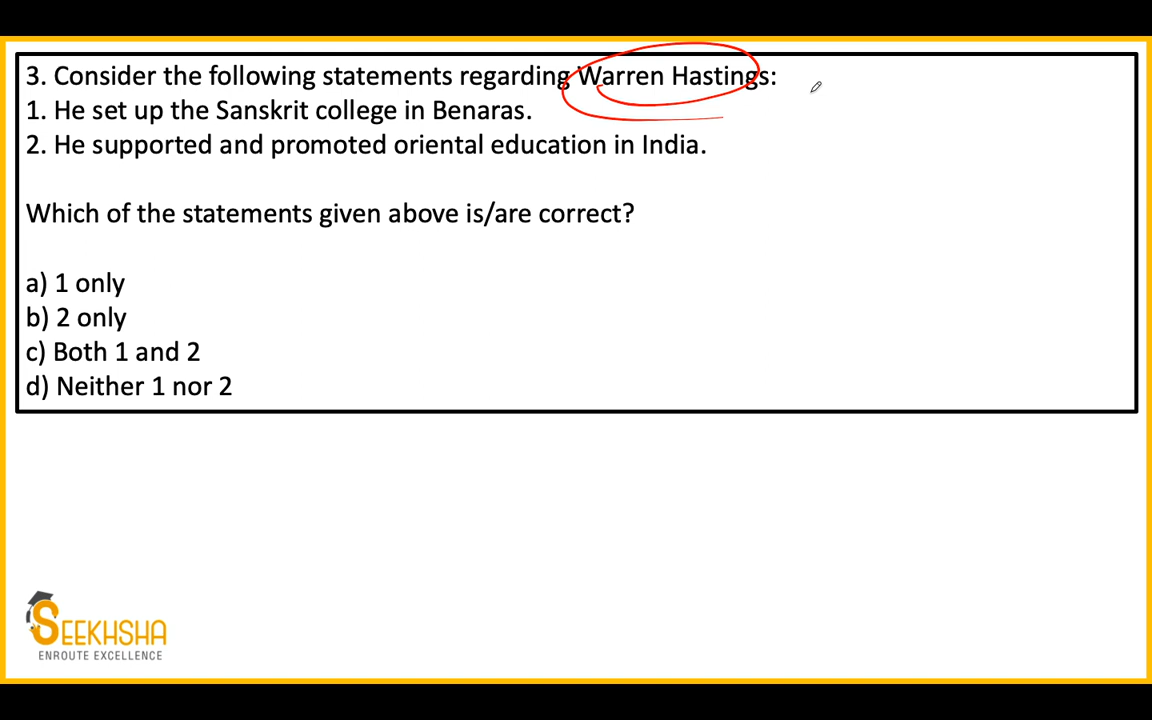 3. Consider the following statements regarding Warren Hastings:
1. He set up the Sanskrit college in Benaras.
2. He supported and promoted oriental education in India.
Which of the statements given above is/are correct?
a) 1 only
b) 2 only
c) Both 1 and 2
d) Neither 1 nor 2
SEEKHSHA
ENROUTE EXCELLENCE